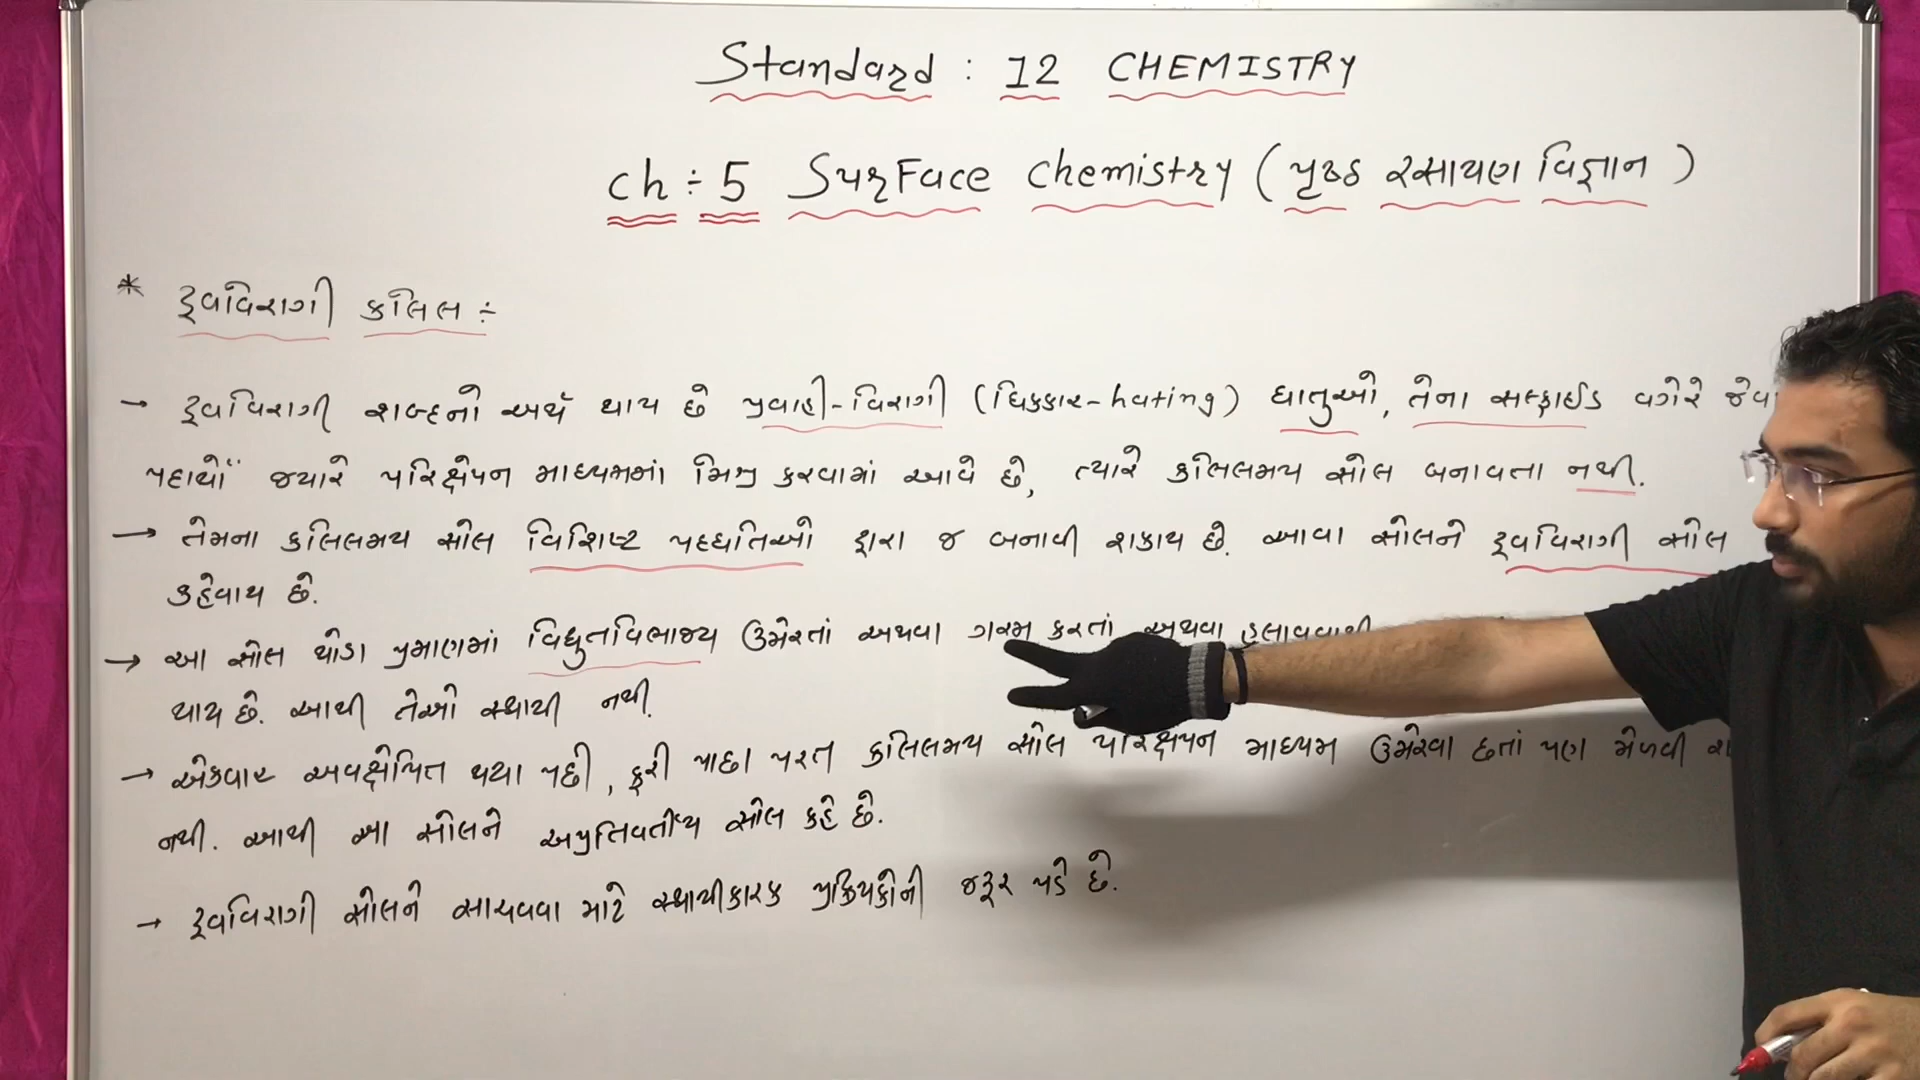 Standard : 12 CHEMISTRY
ch ÷ 5 Surface chemistry (પૃષ્ઠ રસાયણ વિજ્ઞાન)
* દ્રવવિરાગી કલિલ ÷
→ દ્રવવિરાગી શબ્દનો અર્થ થાય છે પ્રવાહી-વિરાગી (ધિક્કાર-hating) ધાતુઓ, તેના સલ્ફાઈડ વગેરે
પદાર્થો જ્યારે પરિક્ષેપન માધ્યમમાં મિશ્ર કરવામાં આવે છે, ત્યારે કલિલમય સોલ બનાવતા નથી.
→ તેમના કલિલમય સોલ વિશિષ્ટ પદ્ધતિઓ દ્વારા જ બનાવી શકાય છે. આવા સોલને દ્રવવિરાગી સોલ
કહેવાય છે.
→ આ સોલ થોડા પ્રમાણમાં વિદ્યુતવિભાજ્ય ઉમેરતાં અથવા ગરમ કરતાં અથવા હલાવવાથી
થાય છે. આથી તેઓ સ્થાયી નથી.
→ એકવાર અવક્ષેપિત થયા પછી, ફરી પાછા પરત કલિલમય સોલ પરિક્ષેપન માધ્યમ ઉમેરવા છતાં પણ મેળવી
નથી. આથી આ સોલને અપ્રતિવર્તીય સોલ કહે છે.
→ દ્રવવિરાગી સોલને સાચવવા માટે સ્થાયીકારક પ્રક્રિયકોની જરૂર પડે છે.